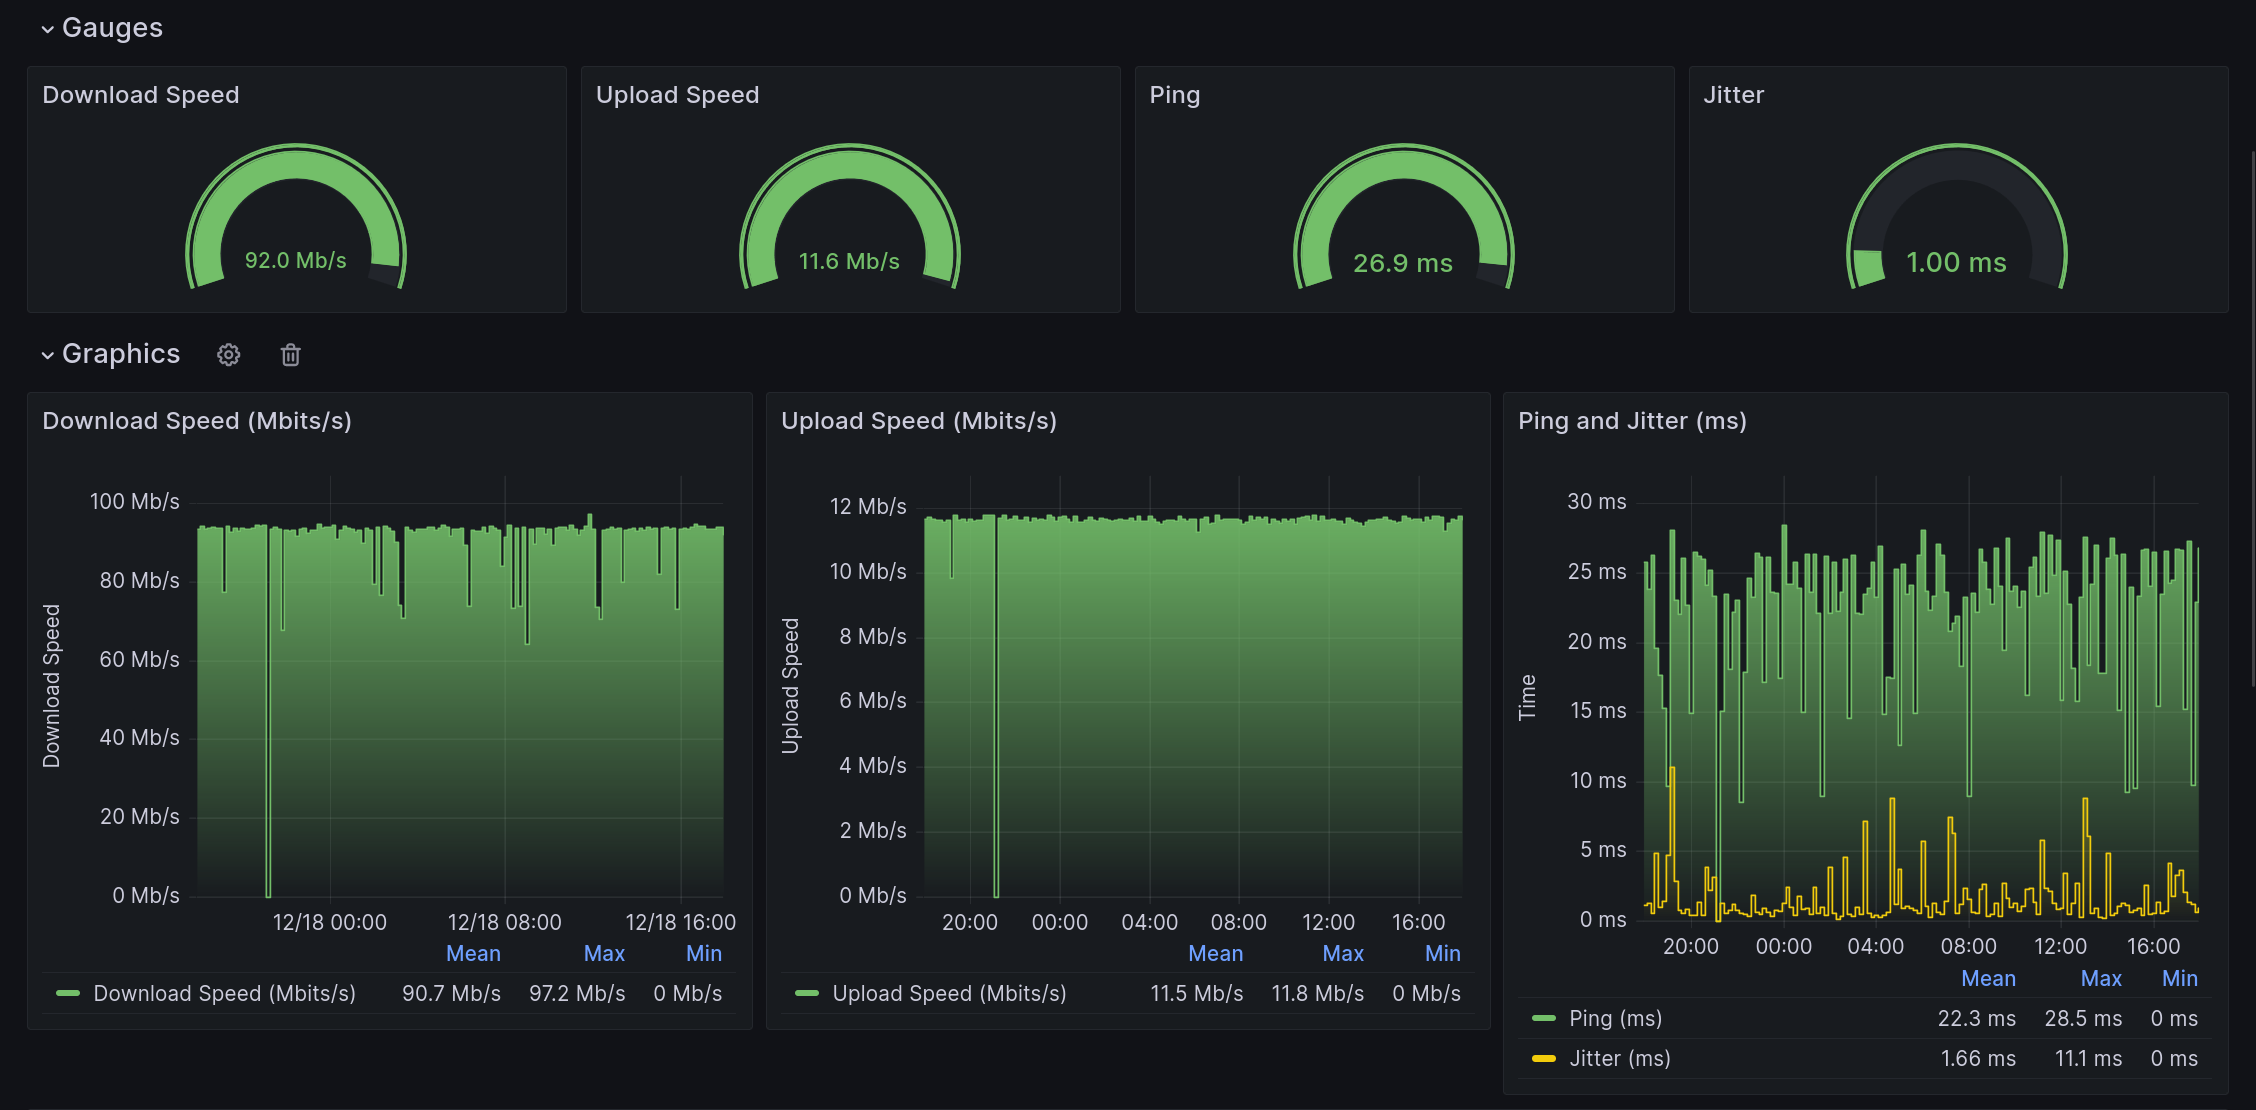 Gauges
Download Speed
Upload Speed
Ping
Jitter
92.0 Mb/s
11.6 Mb/s
26.9 ms
1.00 ms
Graphics
Download Speed (Mbits/s)
Download Speed
100 Mb/s
80 Mb/s
60 Mb/s
40 Mb/s
20 Mb/s
0 Mb/s
12/18 00:00 12/18 08:00 12/18 16:00
Mean Max Min
Download Speed (Mbits/s) 90.7 Mb/s 97.2 Mb/s 0 Mb/s
Upload Speed (Mbits/s)
Upload Speed
12 Mb/s
10 Mb/s
8 Mb/s
6 Mb/s
4 Mb/s
2 Mb/s
0 Mb/s
20:00 00:00 04:00 08:00 12:00 16:00
Mean Max Min
Upload Speed (Mbits/s) 11.5 Mb/s 11.8 Mb/s 0 Mb/s
Ping and Jitter (ms)
Time
30 ms
25 ms
20 ms
15 ms
10 ms
5 ms
0 ms
20:00 00:00 04:00 08:00 12:00 16:00
Mean Max Min
Ping (ms) 22.3 ms 28.5 ms 0 ms
Jitter (ms) 1.66 ms 11.1 ms 0 ms